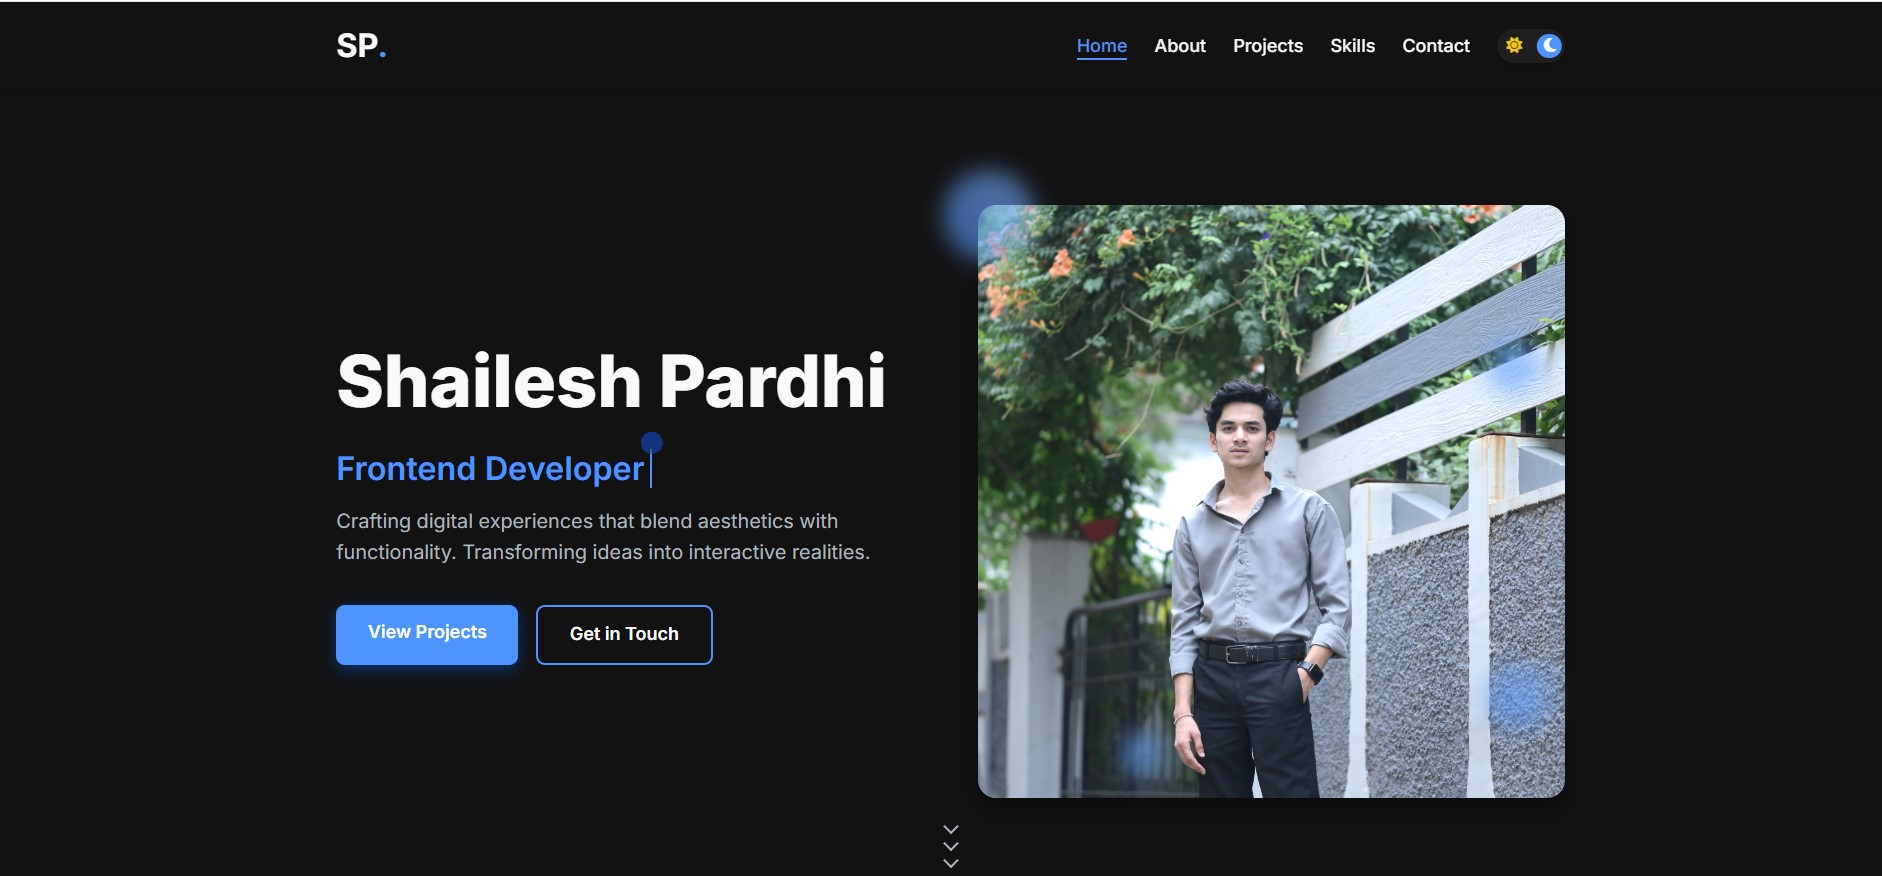 SP.
Home About Projects Skills Contact
Shailesh Pardhi
Frontend Developer
Crafting digital experiences that blend aesthetics with
functionality. Transforming ideas into interactive realities.
View Projects Get in Touch